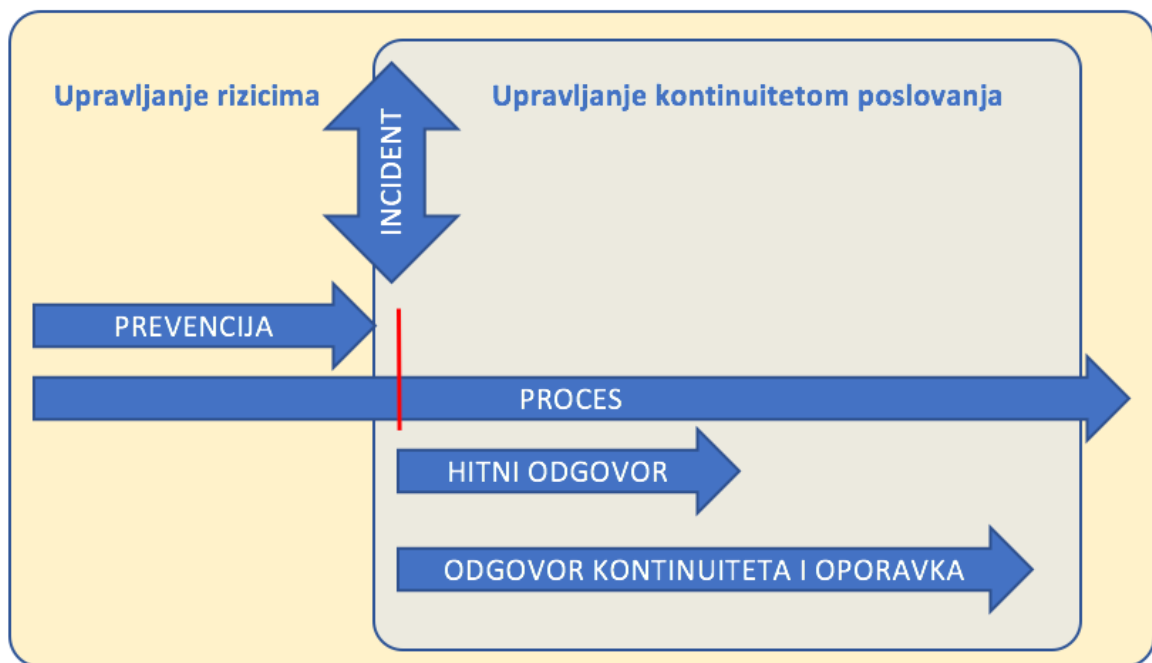 Upravljanje rizicima
Upravljanje kontinuitetom poslovanja
INCIDENT
PREVENCIJA
PROCES
HITNI ODGOVOR
ODGOVOR KONTINUITETA I OPORAVKA